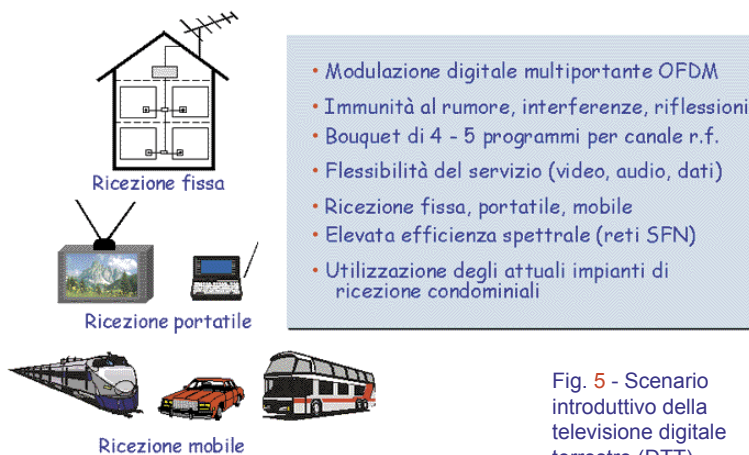 Ricezione fissa
Ricezione portatile
Ricezione mobile
• Modulazione digitale multiportante OFDM
• Immunità al rumore, interferenze, riflessioni
• Bouquet di 4 - 5 programmi per canale r.f.
• Flessibilità del servizio (video, audio, dati)
• Ricezione fissa, portatile, mobile
• Elevata efficienza spettrale (reti SFN)
• Utilizzazione degli attuali impianti di
ricezione condominiali
Fig. 5 - Scenario
introduttivo della
televisione digitale
terrestre (DTT)